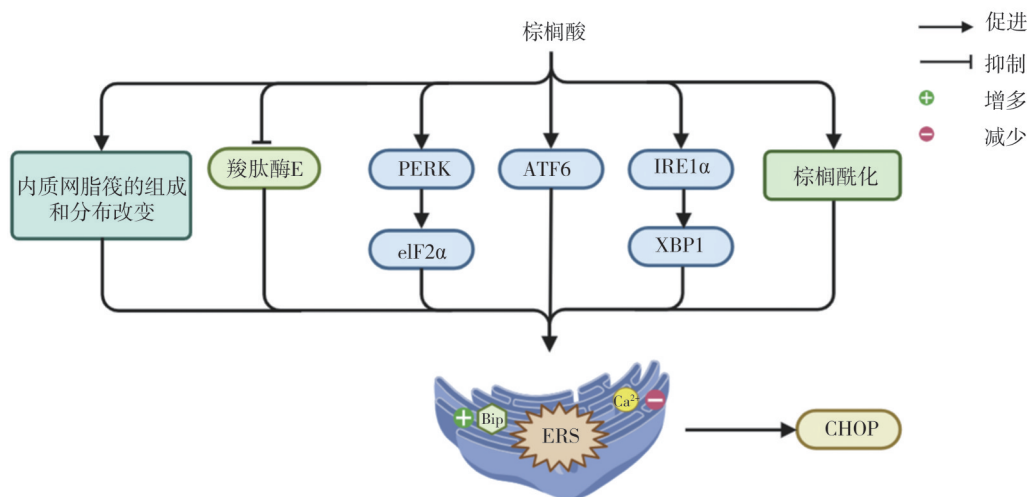 棕榈酸
促进
抑制
增多
减少
内质网脂筏的组成
和分布改变
羧肽酶E
PERK
ATF6
IRE1α
棕榈酰化
eIF2α
XBP1
Bip
ERS
Ca²⁺
CHOP